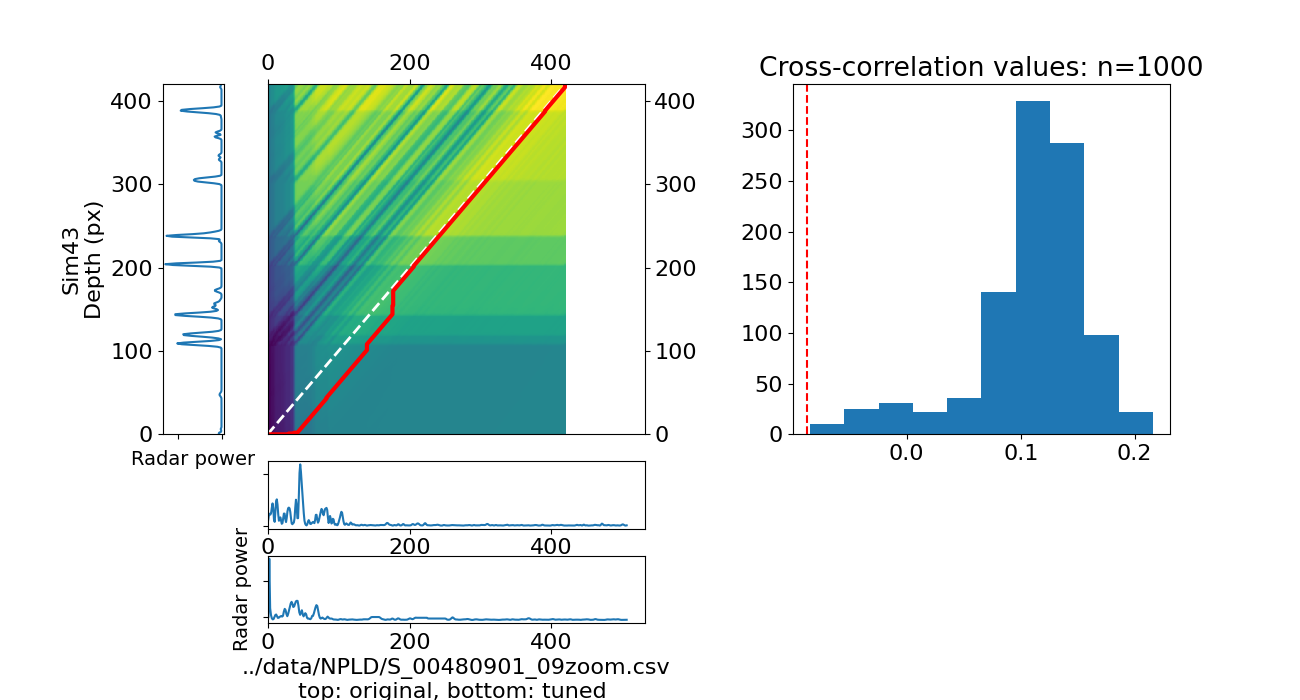 Cross-correlation values: n=1000
0 200 400
400
300
200
100
0
Sim43
Depth (px)
Radar power
400
300
200
100
0
300
250
200
150
100
50
0
0.0 0.1 0.2
0 200 400
Radar power
0 200 400
../data/NPLD/S_00480901_09zoom.csv
top: original, bottom: tuned